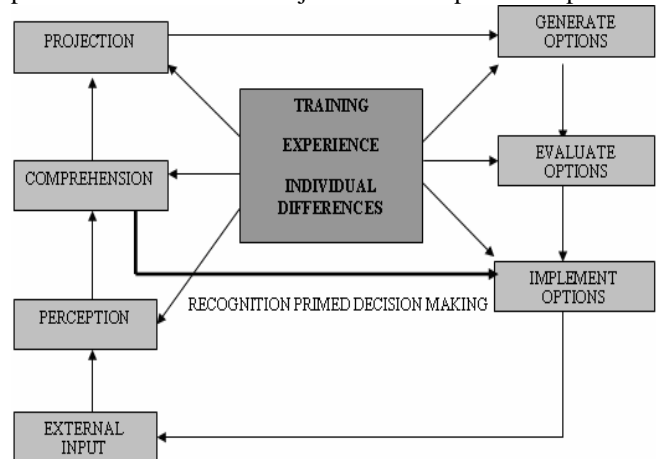 PROJECTION
GENERATE
OPTIONS
TRAINING
EXPERIENCE
INDIVIDUAL
DIFFERENCES
COMPREHENSION
EVALUATE
OPTIONS
IMPLEMENT
OPTIONS
PERCEPTION
RECOGNITION PRIMED DECISION MAKING
EXTERNAL
INPUT